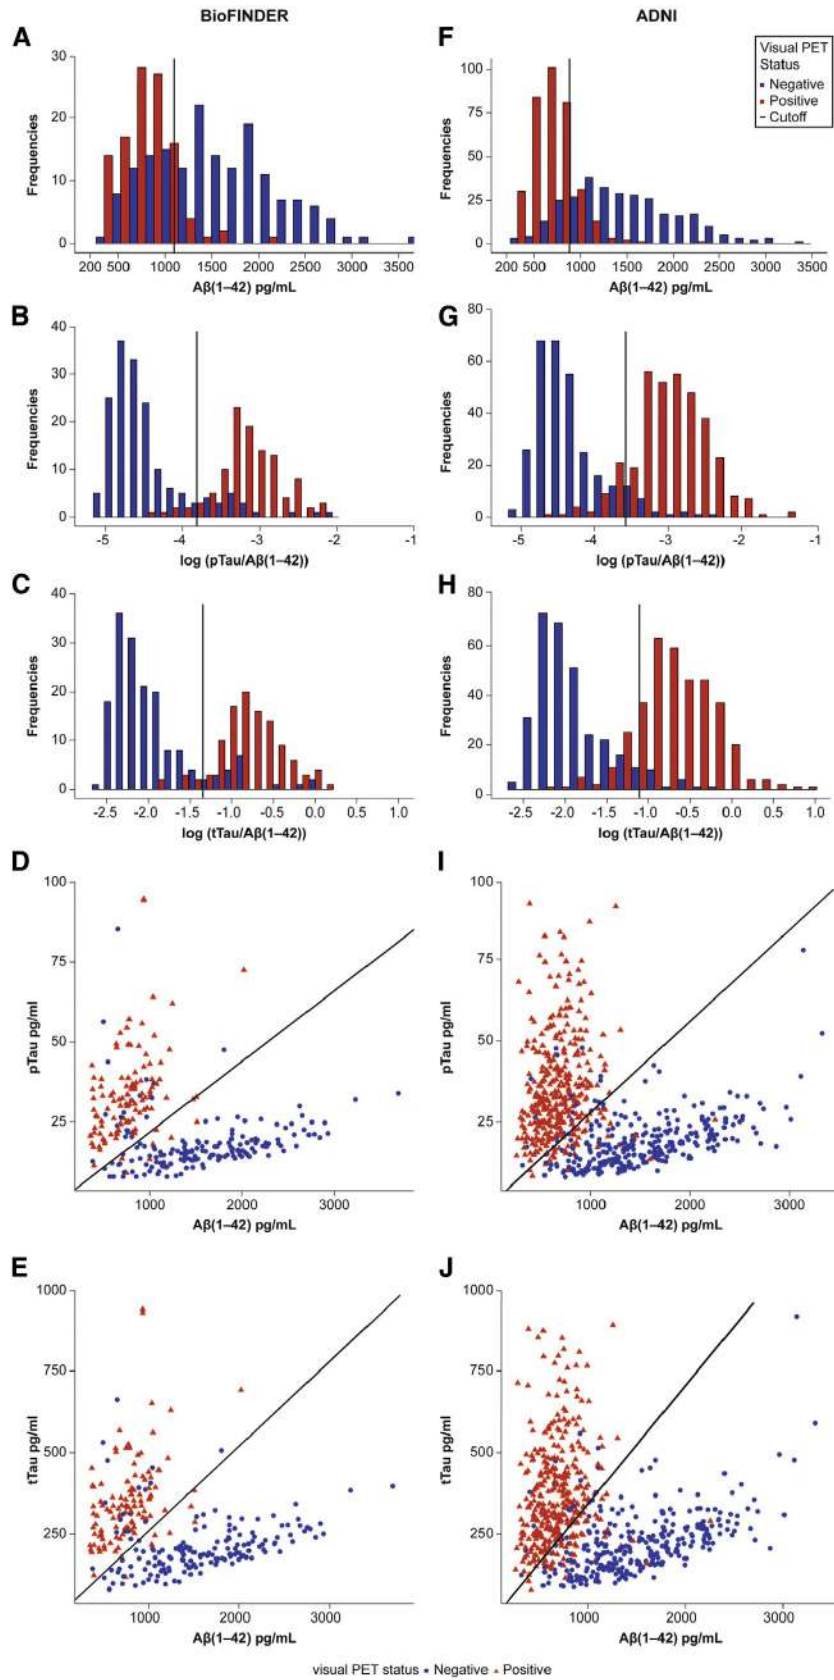 BioFINDER
ADNI
A
Frequencies
30
20
10
0
200 500 1000 1500 2000 2500 3000 3500
Aβ(1–42) pg/mL
F
Frequencies
100
75
50
25
0
200 500 1000 1500 2000 2500 3000 3500
Aβ(1–42) pg/mL
Visual PET
Status
Negative
Positive
Cutoff
B
Frequencies
40
30
20
10
0
-5 -4 -3 -2 -1
log (pTau/Aβ(1–42))
G
Frequencies
80
60
40
20
0
-5 -4 -3 -2 -1
log (pTau/Aβ(1–42))
C
Frequencies
40
30
20
10
0
-2.5 -2.0 -1.5 -1.0 -0.5 0.0 0.5 1.0
log (tTau/Aβ(1–42))
H
Frequencies
80
60
40
20
0
-2.5 -2.0 -1.5 -1.0 -0.5 0.0 0.5 1.0
log (tTau/Aβ(1–42))
D
pTau pg/ml
100
75
50
25
1000 2000 3000
Aβ(1–42) pg/mL
I
pTau pg/ml
100
75
50
25
1000 2000 3000
Aβ(1–42) pg/mL
E
tTau pg/ml
1000
750
500
250
1000 2000 3000
Aβ(1–42) pg/mL
J
tTau pg/ml
1000
750
500
250
1000 2000 3000
Aβ(1–42) pg/mL
visual PET status Negative Positive